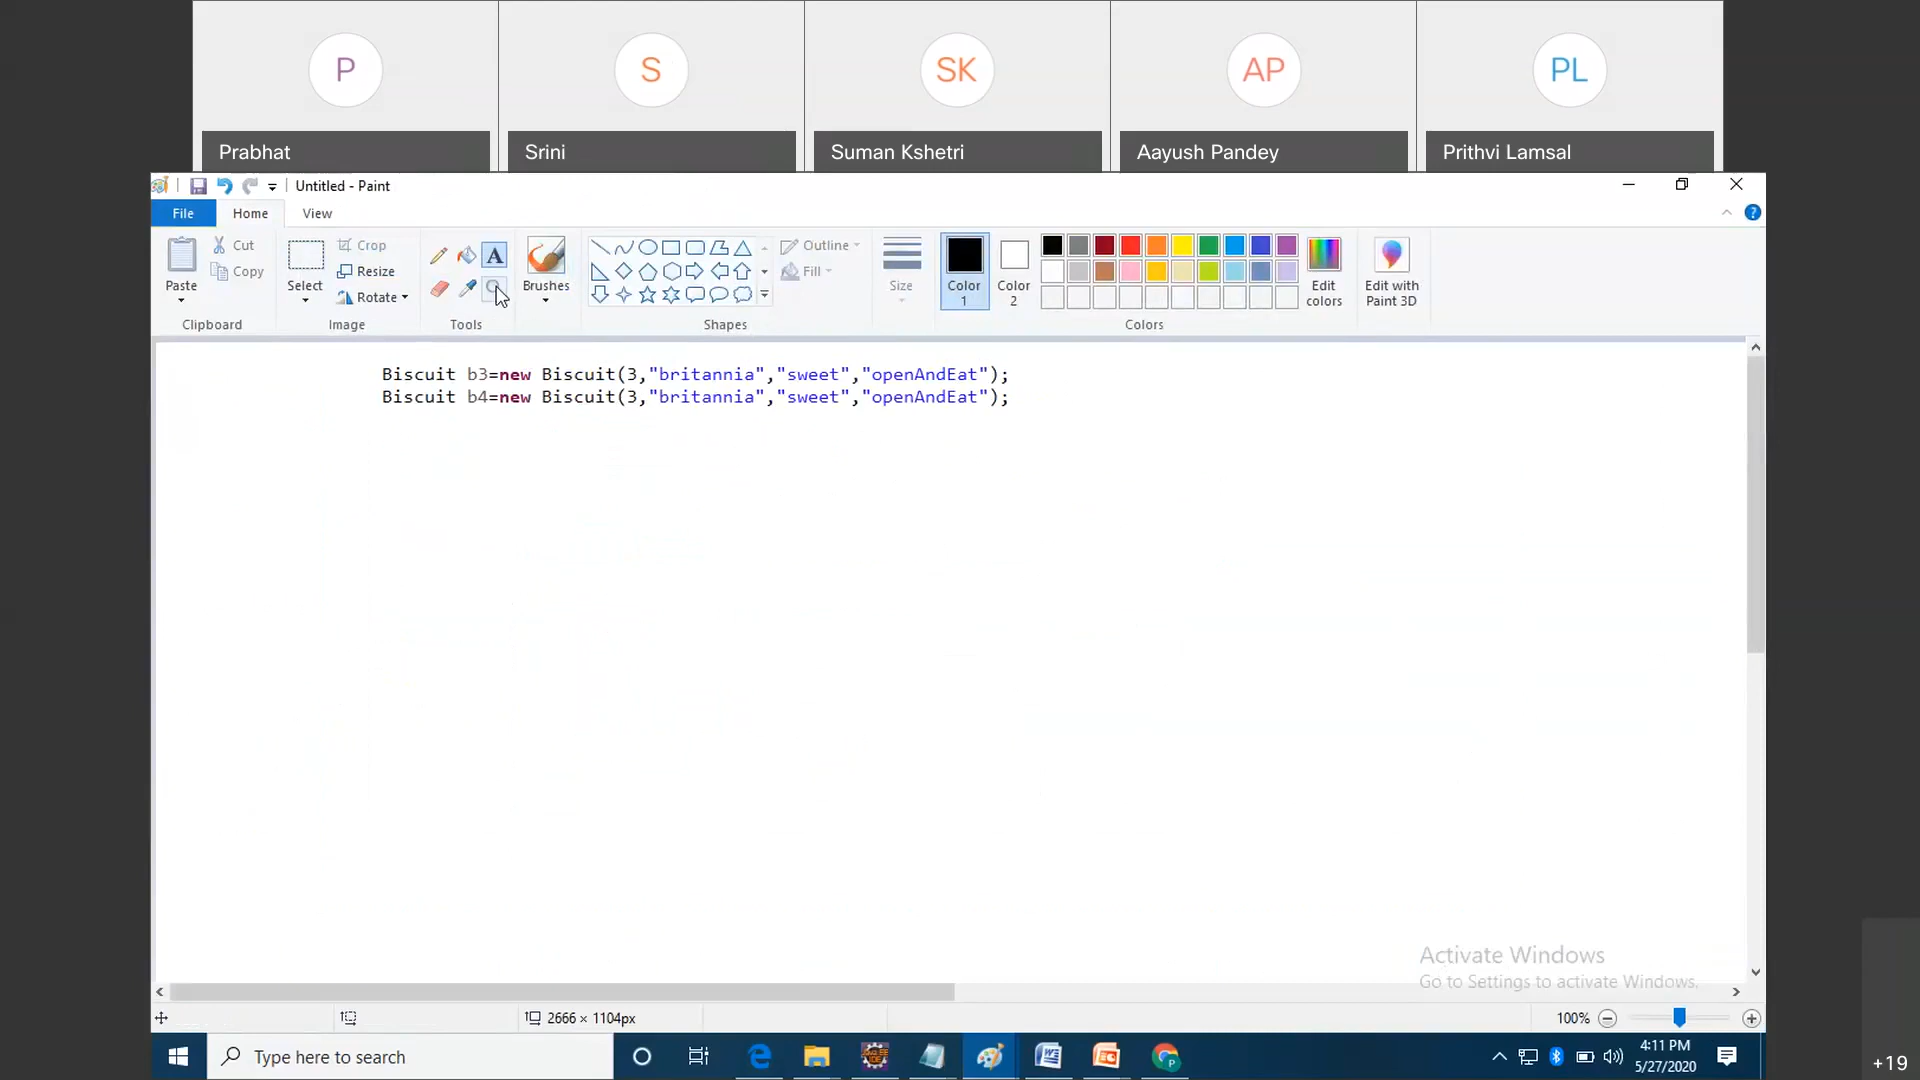 P
S
SK
AP
PL
Prabhat
Srini
Suman Kshetri
Aayush Pandey
Prithvi Lamsal
Untitled - Paint
File
Home
View
Paste
Cut
Copy
Clipboard
Select
Crop
Resize
Rotate
Image
A
Tools
Brushes
Shapes
Outline
Fill
Size
Color 1
Color 2
Edit colors
Edit with Paint 3D
Colors
Biscuit b3=new Biscuit(3,"britannia","sweet","openAndEat");
Biscuit b4=new Biscuit(3,"britannia","sweet","openAndEat");
Activate Windows
Go to Settings to activate Windows.
2666 × 1104px
100%
Type here to search
4:11 PM
5/27/2020
+19